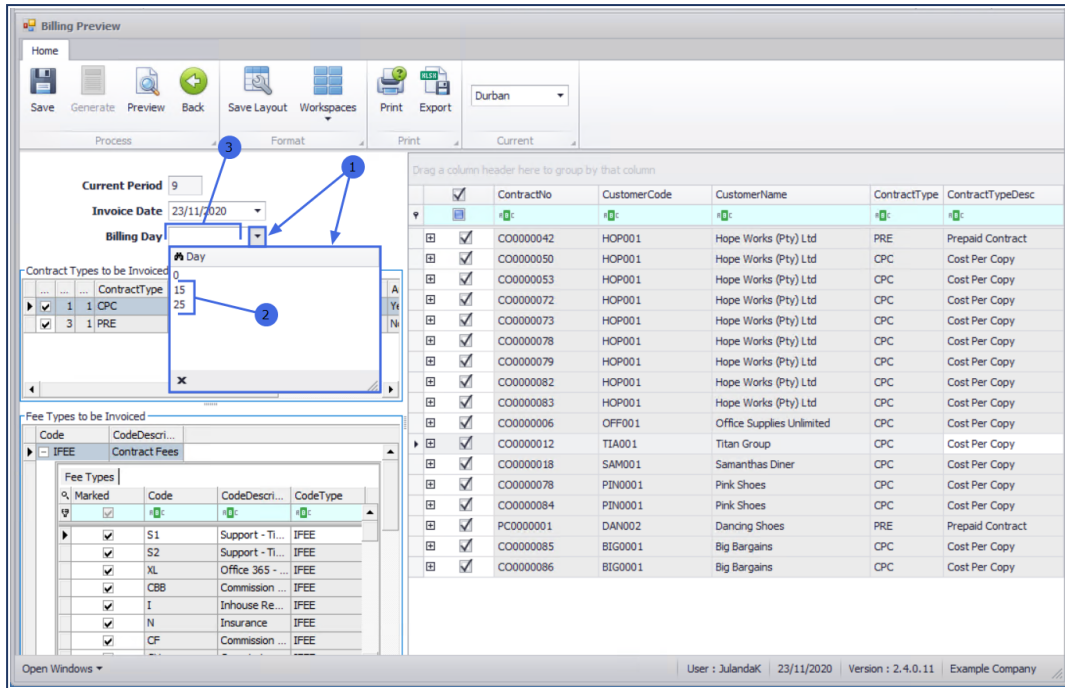 Billing Preview
Home
Save Generate Preview Back Save Layout Workspaces Print Export Durban
Process Format Print Current
3
1
Current Period 9
Invoice Date 23/11/2020
Billing Day
Day
0
15
25
2
Contract Types to be Invoiced
... ... ... ContractType A
1 1 CPC
3 1 PRE
Fee Types to be Invoiced
Code CodeDescri...
IFEE Contract Fees
Fee Types
Marked Code CodeDescri... CodeType
S1 Support - Ti... IFEE
S2 Support - Ti... IFEE
XL Office 365 - ... IFEE
CBB Commission ... IFEE
I Inhouse Re... IFEE
N Insurance IFEE
CF Commission ... IFEE
Drag a column header here to group by that column
ContractNo CustomerCode CustomerName ContractType ContractTypeDesc
CO0000042 HOP001 Hope Works (Pty) Ltd PRE Prepaid Contract
CO0000050 HOP001 Hope Works (Pty) Ltd CPC Cost Per Copy
CO0000053 HOP001 Hope Works (Pty) Ltd CPC Cost Per Copy
CO0000072 HOP001 Hope Works (Pty) Ltd CPC Cost Per Copy
CO0000073 HOP001 Hope Works (Pty) Ltd CPC Cost Per Copy
CO0000078 HOP001 Hope Works (Pty) Ltd CPC Cost Per Copy
CO0000079 HOP001 Hope Works (Pty) Ltd CPC Cost Per Copy
CO0000082 HOP001 Hope Works (Pty) Ltd CPC Cost Per Copy
CO0000083 HOP001 Hope Works (Pty) Ltd CPC Cost Per Copy
CO0000006 OFF001 Office Supplies Unlimited CPC Cost Per Copy
CO0000012 TIA001 Titan Group CPC Cost Per Copy
CO0000018 SAM001 Samanthas Diner CPC Cost Per Copy
CO0000078 PIN0001 Pink Shoes CPC Cost Per Copy
CO0000084 PIN0001 Pink Shoes CPC Cost Per Copy
PC0000001 DAN002 Dancing Shoes PRE Prepaid Contract
CO0000085 BIG0001 Big Bargains CPC Cost Per Copy
CO0000086 BIG0001 Big Bargains CPC Cost Per Copy
Open Windows User : JulandaK 23/11/2020 Version : 2.4.0.11 Example Company